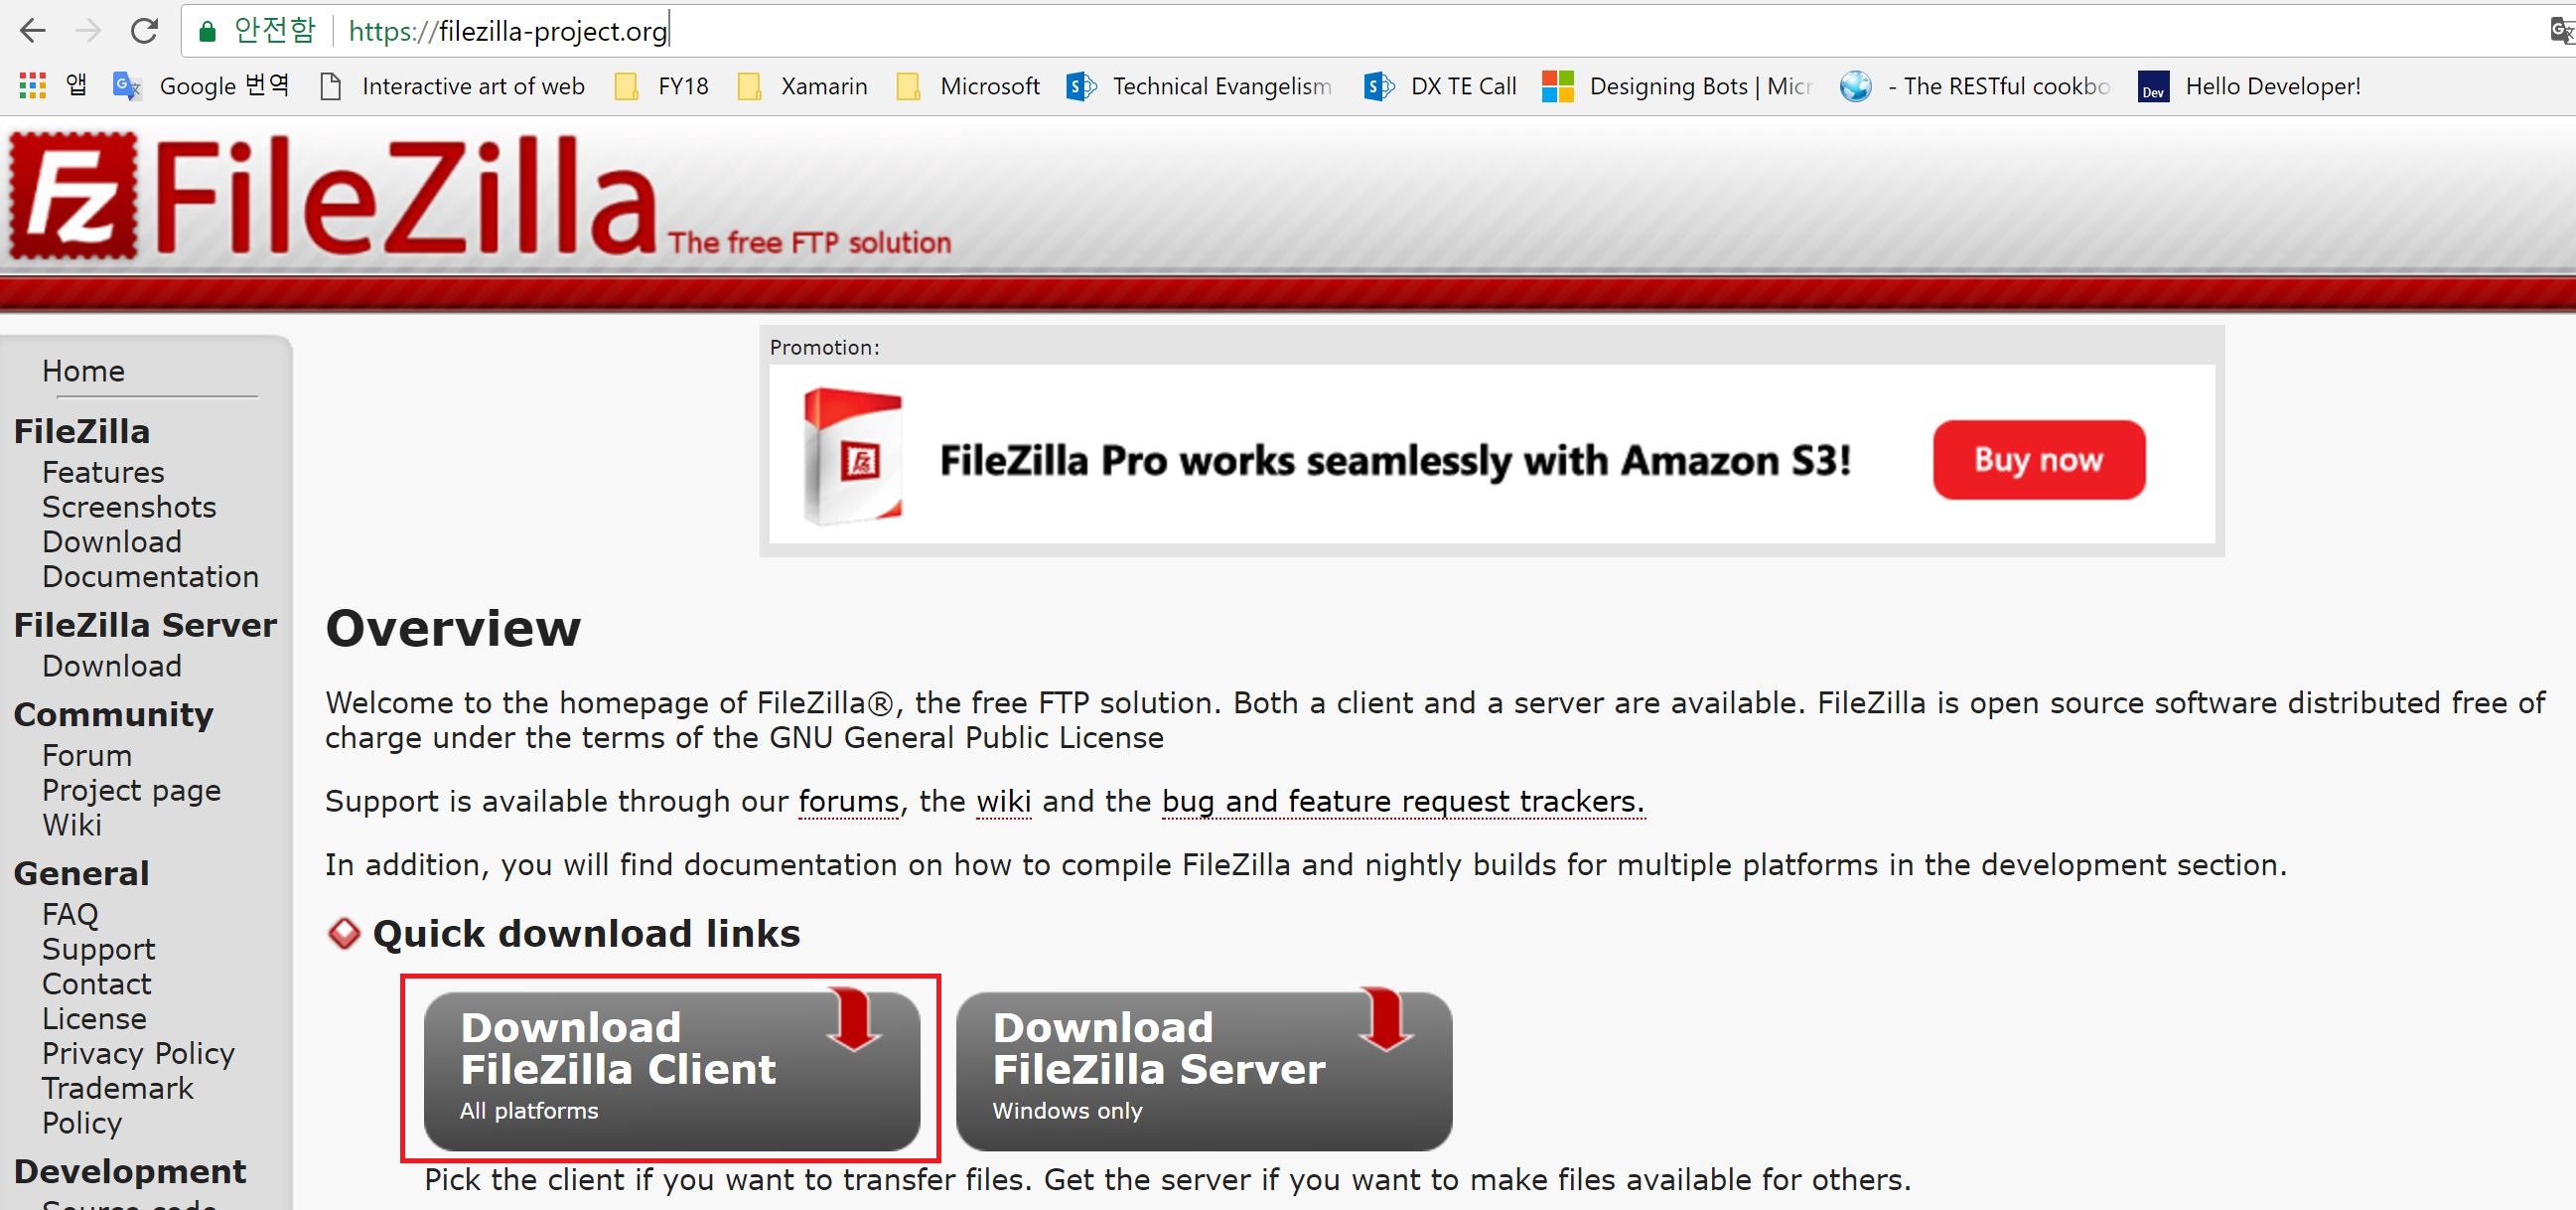 안전함 https://filezilla-project.org
앱 Google 번역 Interactive art of web FY18 Xamarin Microsoft Technical Evangelism DX TE Call Designing Bots | Micr - The RESTful cookbo Dev Hello Developer!
Fz FileZilla The free FTP solution
Promotion:
FileZilla Pro works seamlessly with Amazon S3! Buy now
Home
FileZilla
Features
Screenshots
Download
Documentation
FileZilla Server
Download
Community
Forum
Project page
Wiki
General
FAQ
Support
Contact
License
Privacy Policy
Trademark
Policy
Development
Source code
Overview
Welcome to the homepage of FileZilla®, the free FTP solution. Both a client and a server are available. FileZilla is open source software distributed free of
charge under the terms of the GNU General Public License
Support is available through our forums, the wiki and the bug and feature request trackers.
In addition, you will find documentation on how to compile FileZilla and nightly builds for multiple platforms in the development section.
Quick download links
Download
FileZilla Client
All platforms
Download
FileZilla Server
Windows only
Pick the client if you want to transfer files. Get the server if you want to make files available for others.